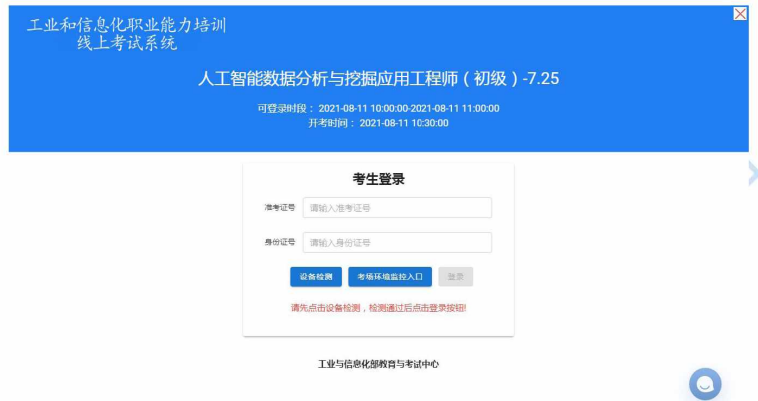 工业和信息化职业能力培训
线上考试系统
人工智能数据分析与挖掘应用工程师（初级）-7.25
可登录时段：2021-08-11 10:00:00-2021-08-11 11:00:00
开考时间：2021-08-11 10:30:00
考生登录
准考证号 请输入准考证号
身份证号 请输入身份证号
设备检测 考场环境监控入口 登录
请先点击设备检测，检测通过后点击登录按钮!
工业与信息化部教育与考试中心